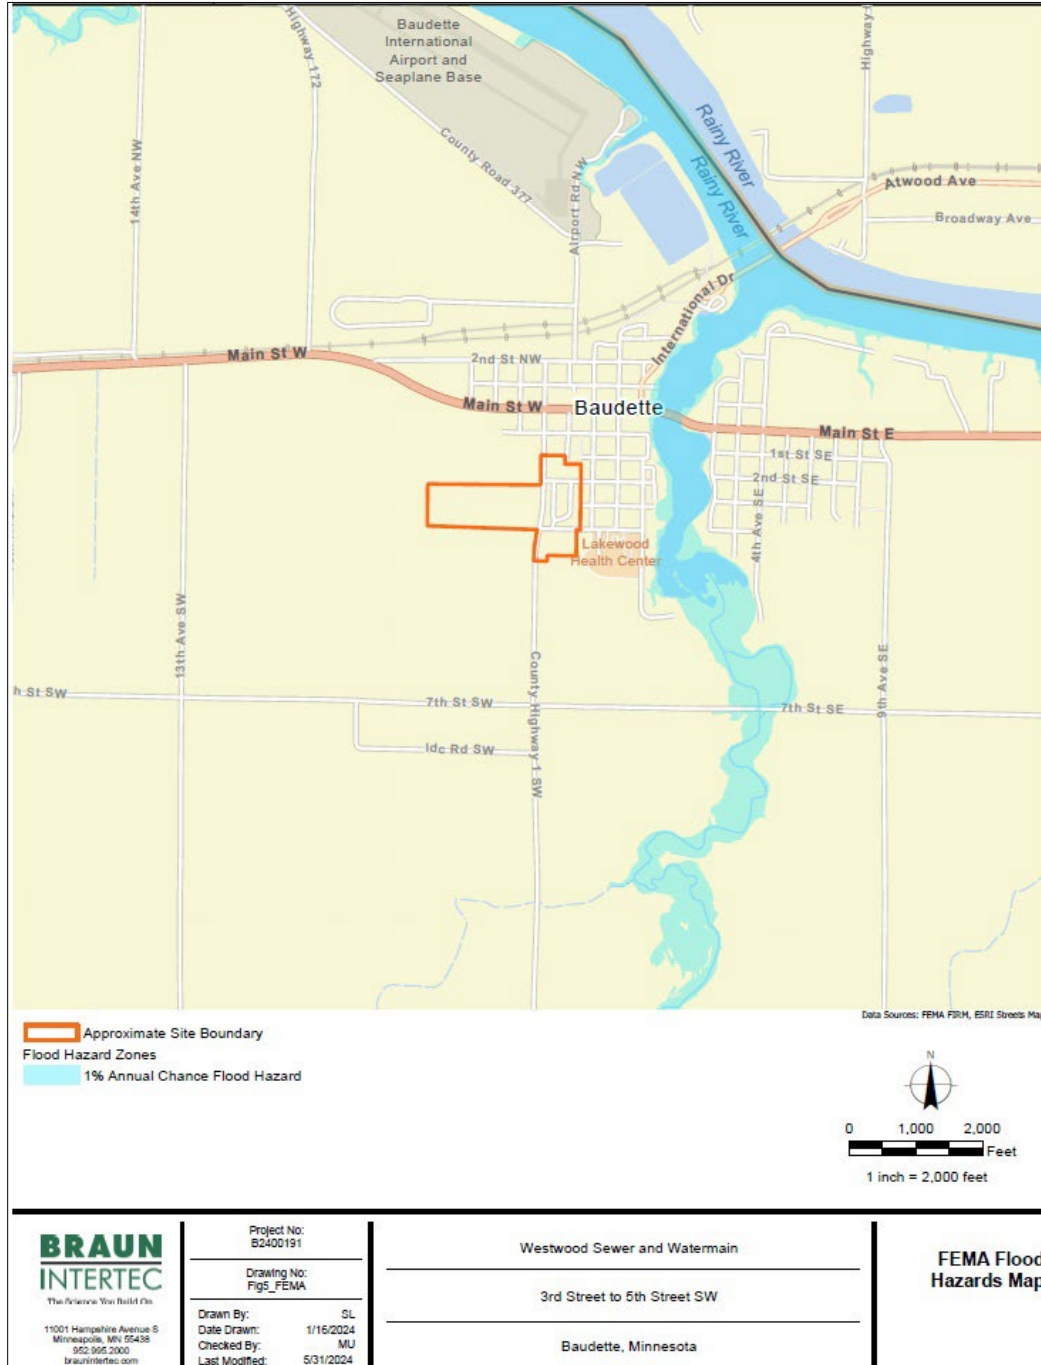 Baudette
International
Airport and
Seaplane Base
Highway 172
Highway
14th Ave NW
County Road 377
Airport Rd NW
Rainy River
Rainy River
Atwood Ave
Broadway Ave
International Dr
Main St W
2nd St NW
Main St W
Baudette
Main St E
1st St SE
2nd St SE
4th Ave SE
Lakewood
Health Center
13th Ave SW
County Highway 1 SW
9th Ave SE
h St SW
7th St SW
7th St SE
Idc Rd SW
Data Sources: FEMA FIRM, ESRI Streets Map
Approximate Site Boundary
Flood Hazard Zones
1% Annual Chance Flood Hazard
N
0 1,000 2,000
Feet
1 inch = 2,000 feet
BRAUN
INTERTEC
The Science You Build On.
11001 Hampshire Avenue S
Minneapolis, MN 55438
952.995.2000
braunintertec.com
Project No:
B2400191
Drawing No:
Fig5_FEMA
Drawn By: SL
Date Drawn: 1/16/2024
Checked By: MU
Last Modified: 5/31/2024
Westwood Sewer and Watermain
3rd Street to 5th Street SW
Baudette, Minnesota
FEMA Flood
Hazards Map